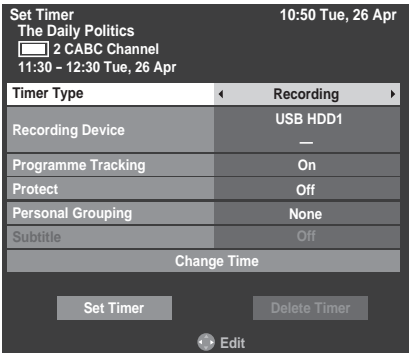 Set Timer 10:50 Tue, 26 Apr
The Daily Politics
2 CABC Channel
11:30 - 12:30 Tue, 26 Apr
Timer Type Recording
Recording Device USB HDD1
—
Programme Tracking On
Protect Off
Personal Grouping None
Subtitle Off
Change Time
Set Timer Delete Timer
Edit